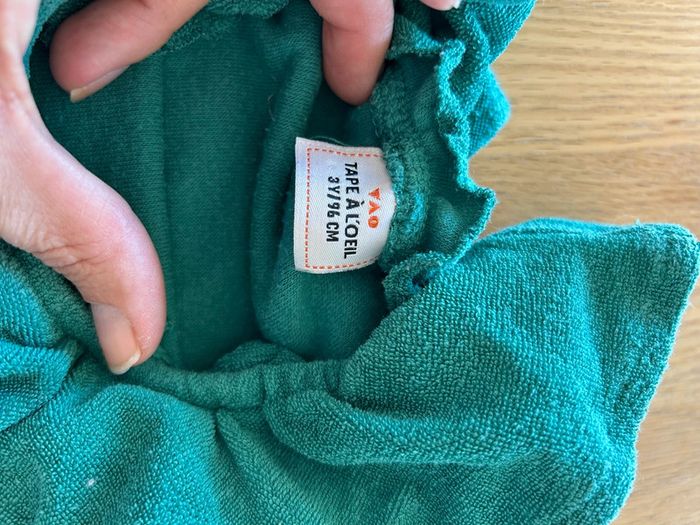 TAO
TAPE À L'OEIL
3Y/96 CM